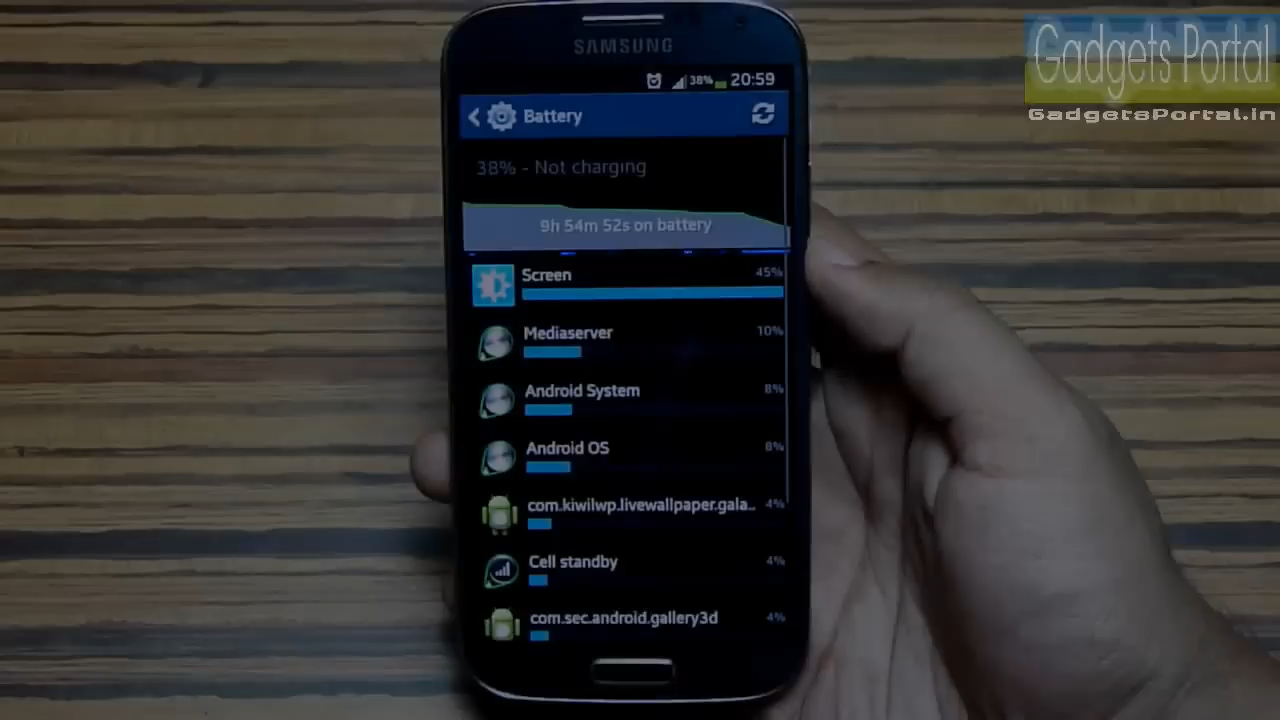 Gadgets Portal
GadgetsPortal.in
SAMSUNG
38% 20:59
Battery
38% - Not charging
9h 54m 52s on battery
Screen 45%
Mediaserver 10%
Android System 8%
Android OS 8%
com.kiwilwp.livewallpaper.gala.. 4%
Cell standby 4%
com.sec.android.gallery3d 4%